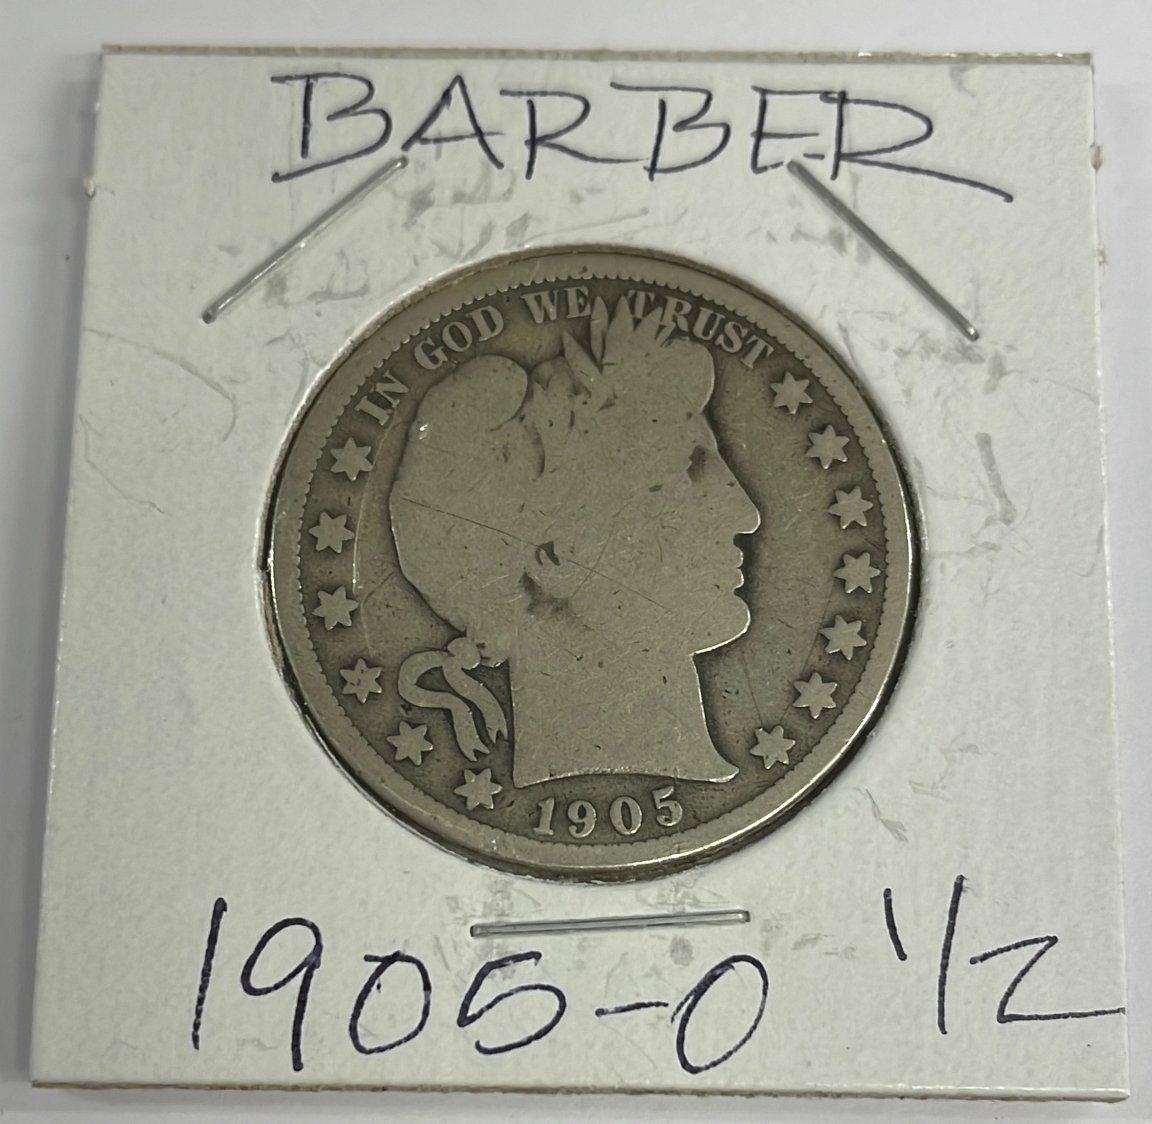 BARBER
IN GOD WE TRUST
1905
1905-O 1/2